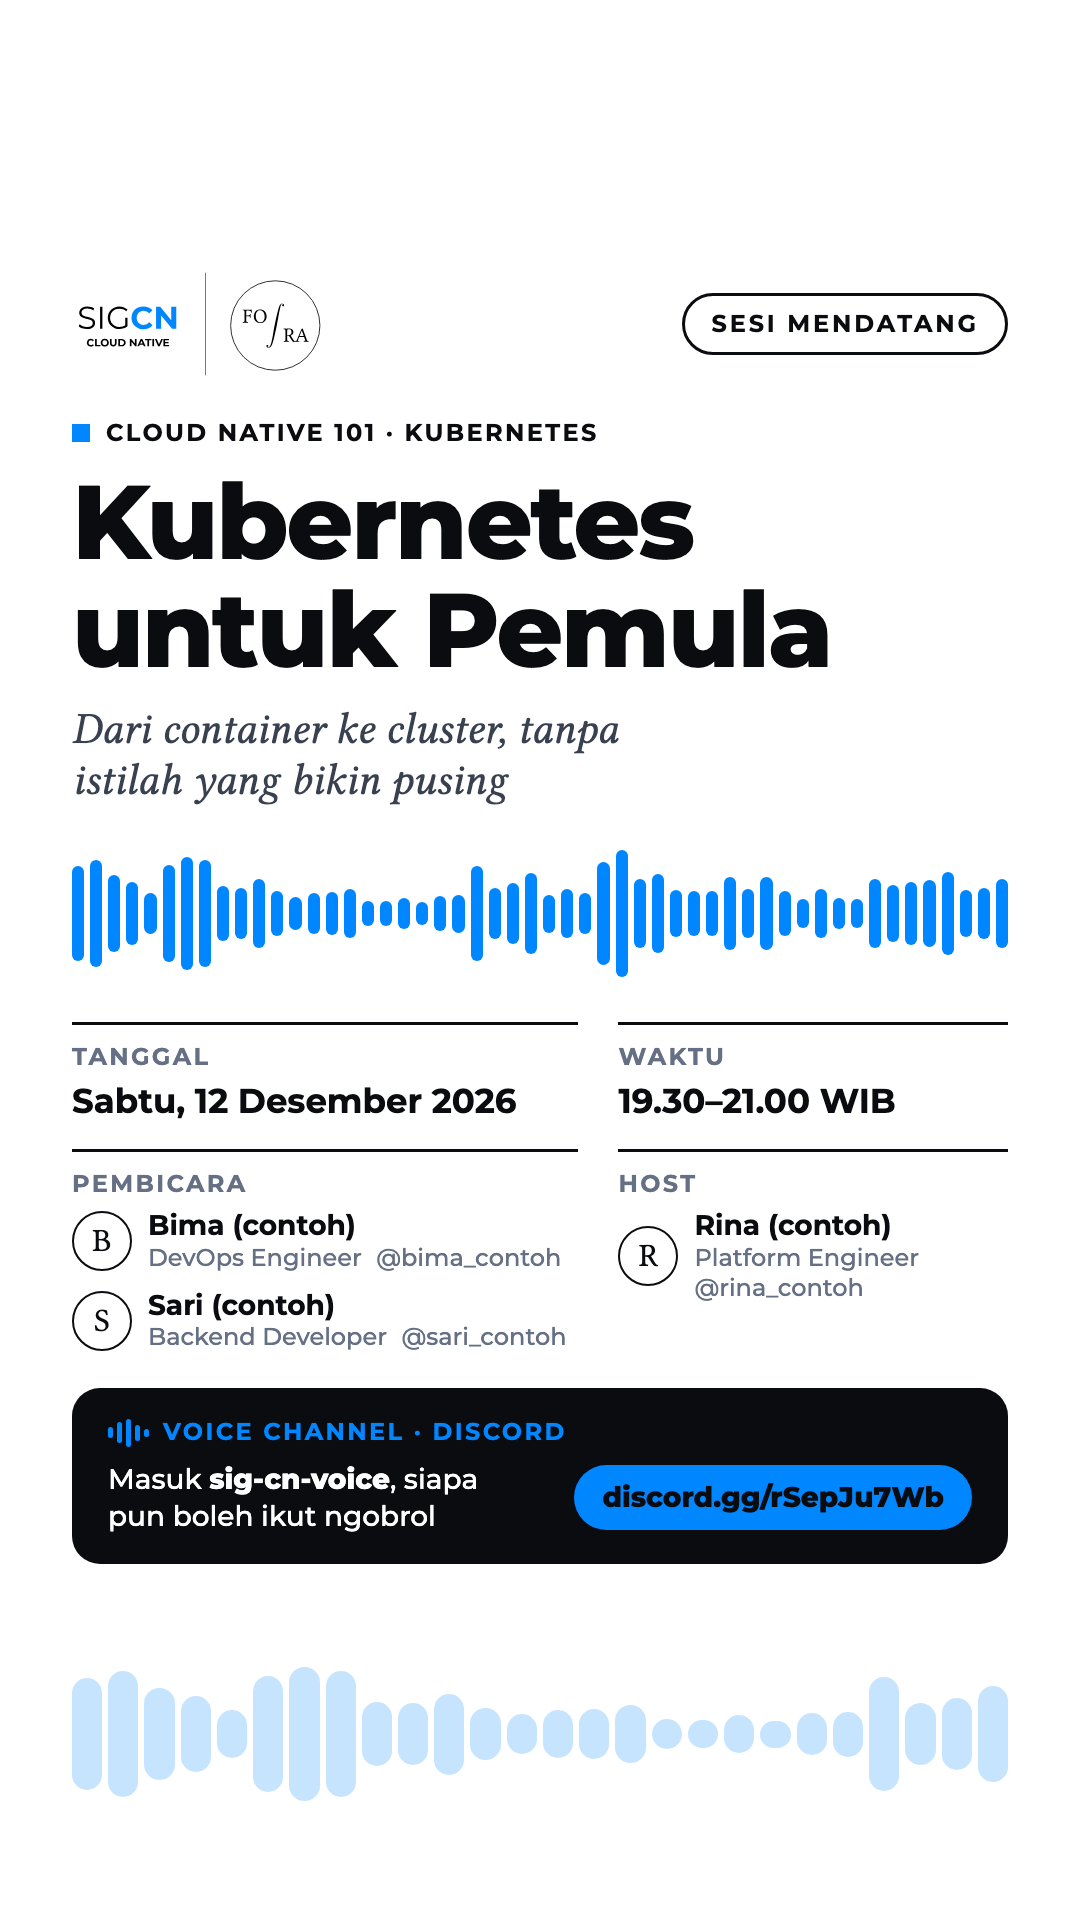 SIGCN
CLOUD NATIVE
FO
RA
SESI MENDATANG
CLOUD NATIVE 101 · KUBERNETES
Kubernetes
untuk Pemula
Dari container ke cluster, tanpa
istilah yang bikin pusing
TANGGAL
Sabtu, 12 Desember 2026
WAKTU
19.30–21.00 WIB
PEMBICARA
B
Bima (contoh)
DevOps Engineer @bima_contoh
S
Sari (contoh)
Backend Developer @sari_contoh
HOST
R
Rina (contoh)
Platform Engineer
@rina_contoh
VOICE CHANNEL · DISCORD
Masuk sig-cn-voice, siapa
pun boleh ikut ngobrol
discord.gg/rSepJu7Wb